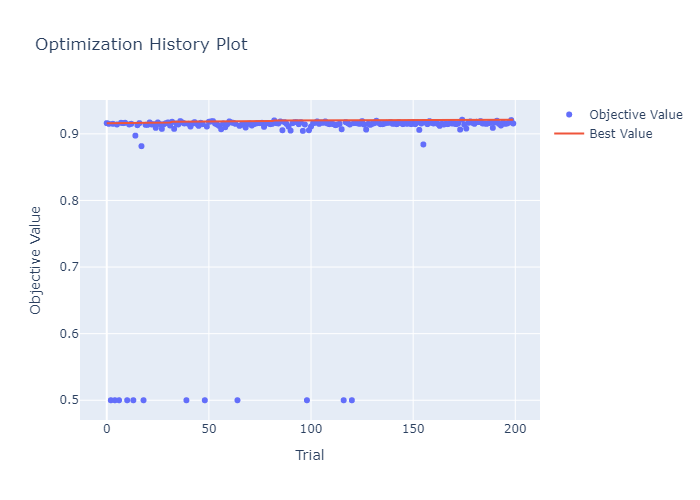 Optimization History Plot
Objective Value
Best Value
0.9
0.8
0.7
0.6
0.5
Objective Value
0
50
100
150
200
Trial